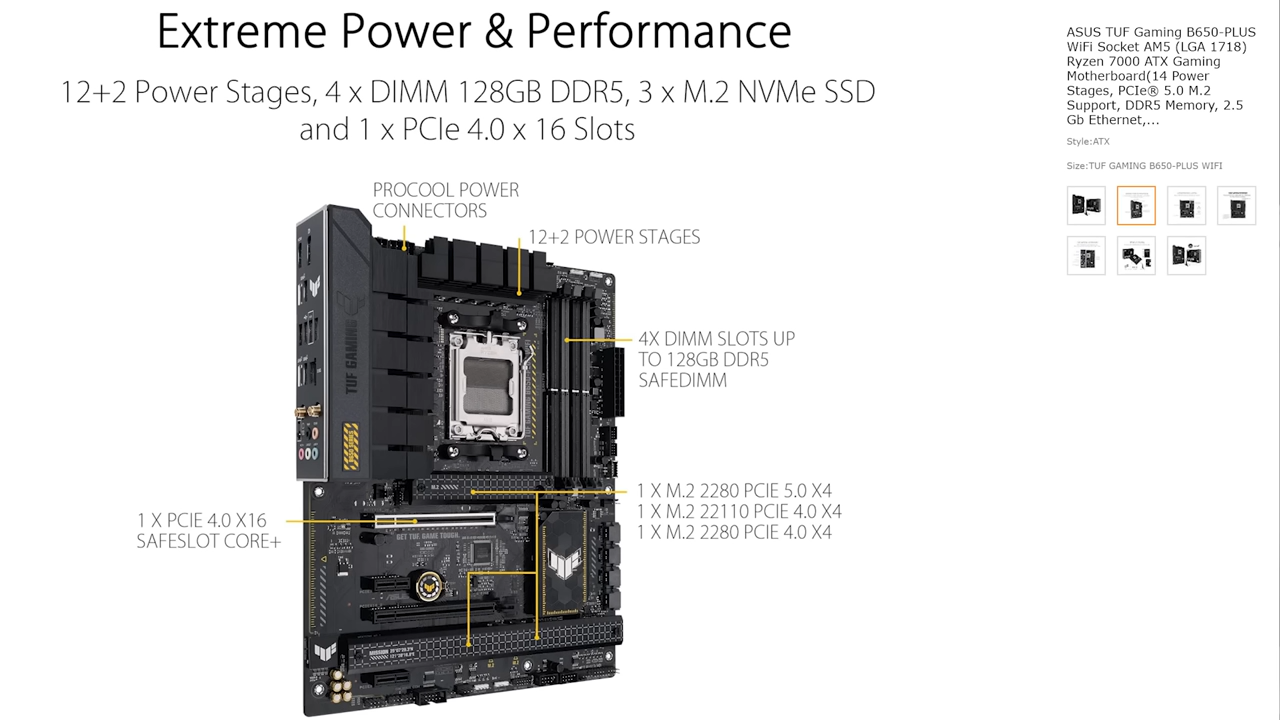 Extreme Power & Performance
12+2 Power Stages, 4 x DIMM 128GB DDR5, 3 x M.2 NVMe SSD
and 1 x PCIe 4.0 x 16 Slots
PROCOOL POWER
CONNECTORS
12+2 POWER STAGES
4X DIMM SLOTS UP
TO 128GB DDR5
SAFEDIMM
1 X M.2 2280 PCIE 5.0 X4
1 X M.2 22110 PCIE 4.0 X4
1 X M.2 2280 PCIE 4.0 X4
1 X PCIE 4.0 X16
SAFESLOT CORE+
TUF GAMING
GET TUF. GAME TOUGH.
MISSION
ASUS TUF Gaming B650-PLUS
WiFi Socket AM5 (LGA 1718)
Ryzen 7000 ATX Gaming
Motherboard(14 Power
Stages, PCIe® 5.0 M.2
Support, DDR5 Memory, 2.5
Gb Ethernet,...
Style:ATX
Size:TUF GAMING B650-PLUS WIFI